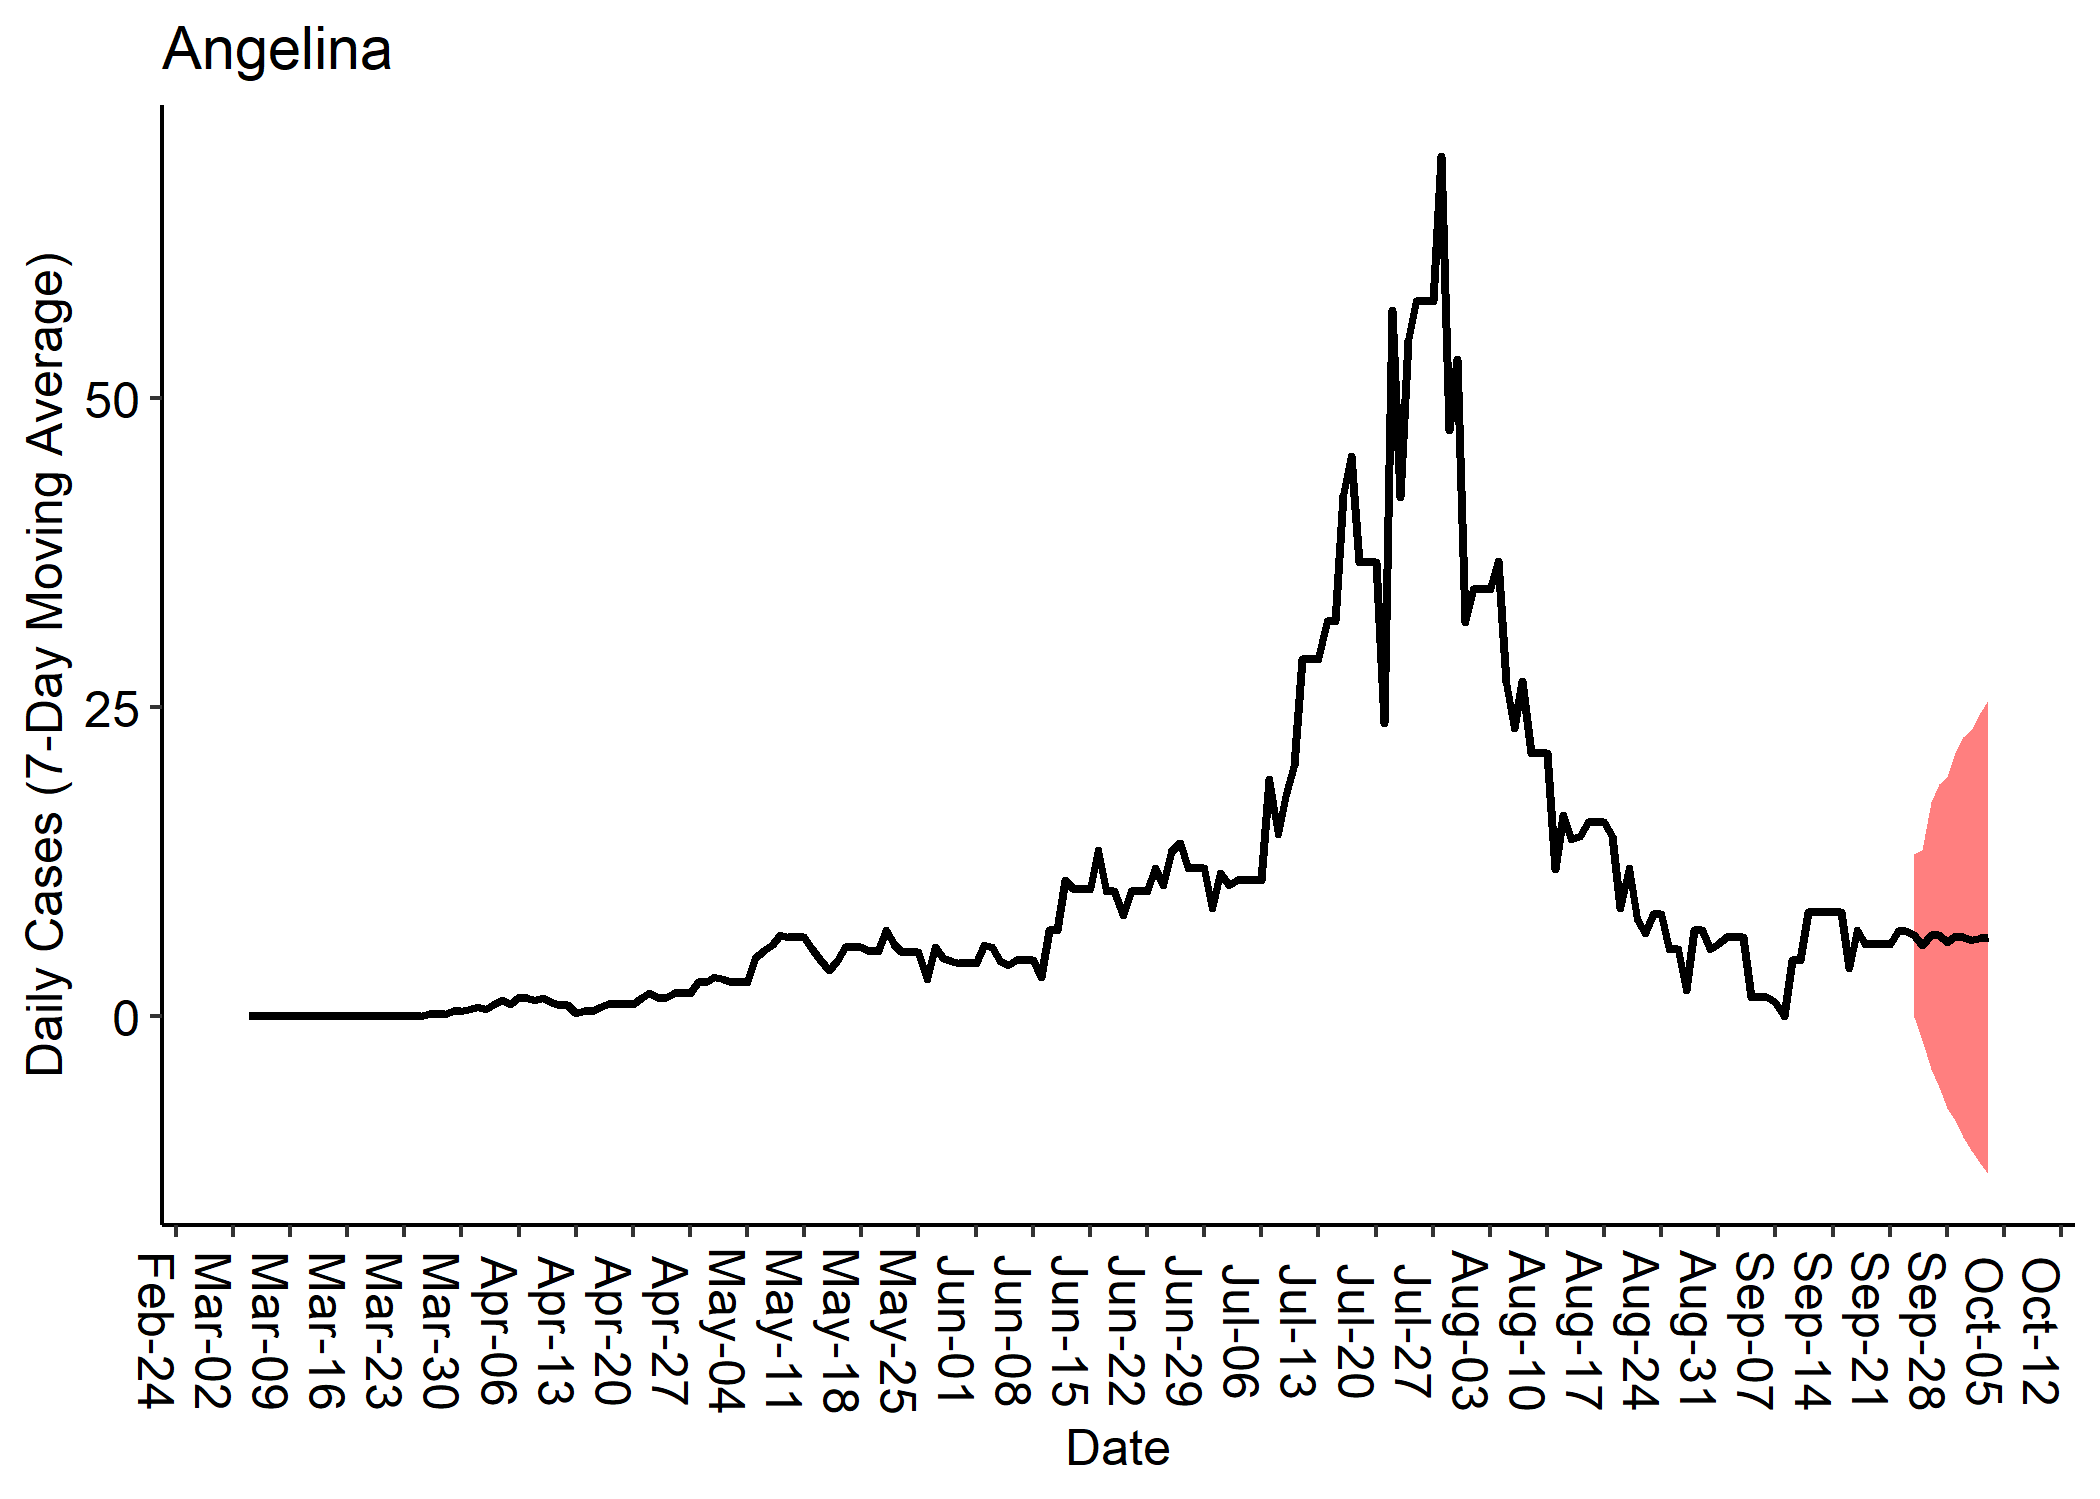 Angelina
Daily Cases (7-Day Moving Average)
50
25
0
Feb-24
Mar-02
Mar-09
Mar-16
Mar-23
Mar-30
Apr-06
Apr-13
Apr-20
Apr-27
May-04
May-11
May-18
May-25
Jun-01
Jun-08
Jun-15
Jun-22
Jun-29
Jul-06
Jul-13
Jul-20
Jul-27
Aug-03
Aug-10
Aug-17
Aug-24
Aug-31
Sep-07
Sep-14
Sep-21
Sep-28
Oct-05
Oct-12
Date